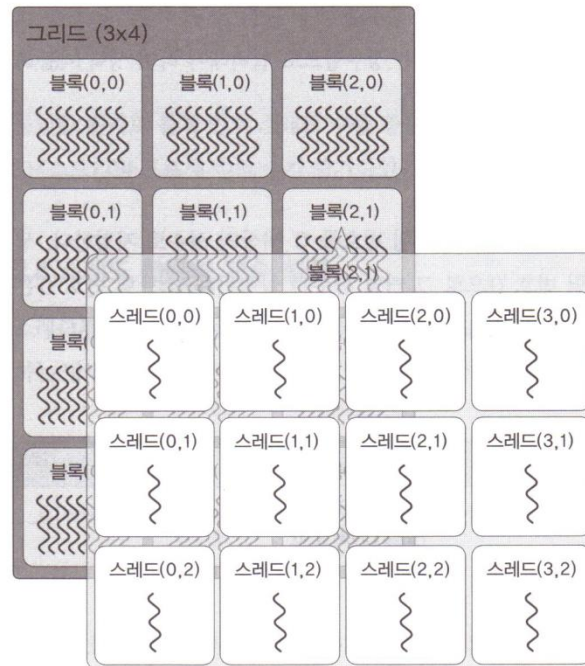 그리드 (3x4)
블록(0,0) 블록(1,0) 블록(2,0)
블록(0,1) 블록(1,1) 블록(2,1)
블록(2,1)
스레드(0,0) 스레드(1,0) 스레드(2,0) 스레드(3,0)
블록(
스레드(0,1) 스레드(1,1) 스레드(2,1) 스레드(3,1)
블록(
스레드(0,2) 스레드(1,2) 스레드(2,2) 스레드(3,2)